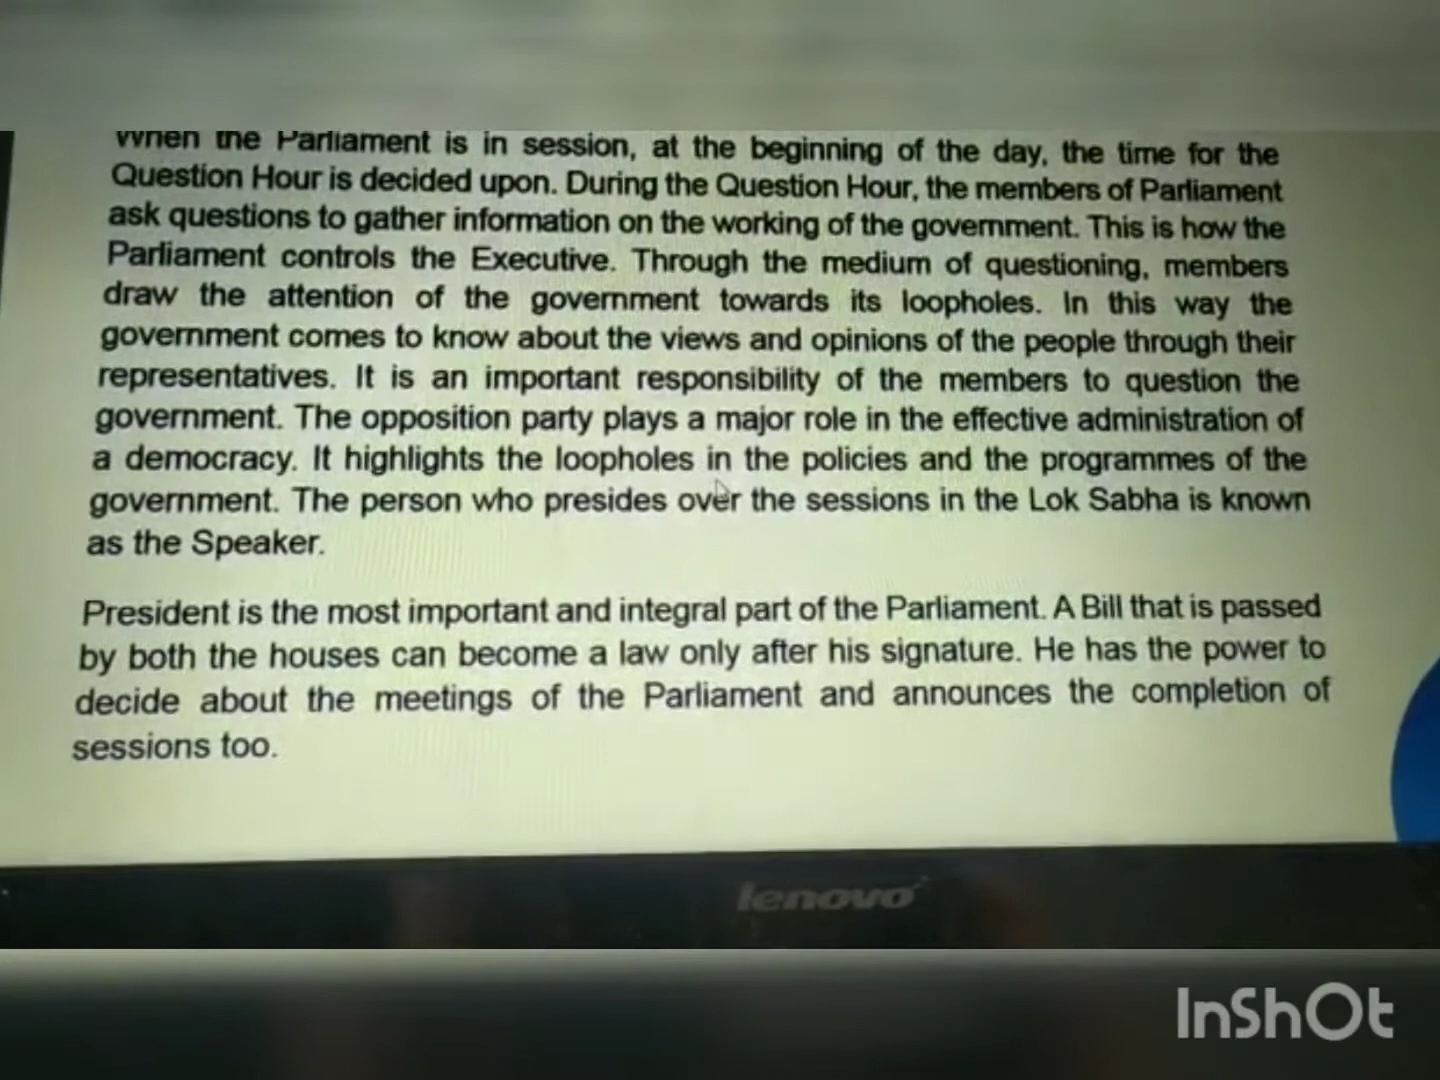 When the Parliament is in session, at the beginning of the day, the time for the
Question Hour is decided upon. During the Question Hour, the members of Parliament
ask questions to gather information on the working of the government. This is how the
Parliament controls the Executive. Through the medium of questioning, members
draw the attention of the government towards its loopholes. In this way the
government comes to know about the views and opinions of the people through their
representatives. It is an important responsibility of the members to question the
government. The opposition party plays a major role in the effective administration of
a democracy. It highlights the loopholes in the policies and the programmes of the
government. The person who presides over the sessions in the Lok Sabha is known
as the Speaker.
President is the most important and integral part of the Parliament. A Bill that is passed
by both the houses can become a law only after his signature. He has the power to
decide about the meetings of the Parliament and announces the completion of
sessions too.
lenovo
InShOt